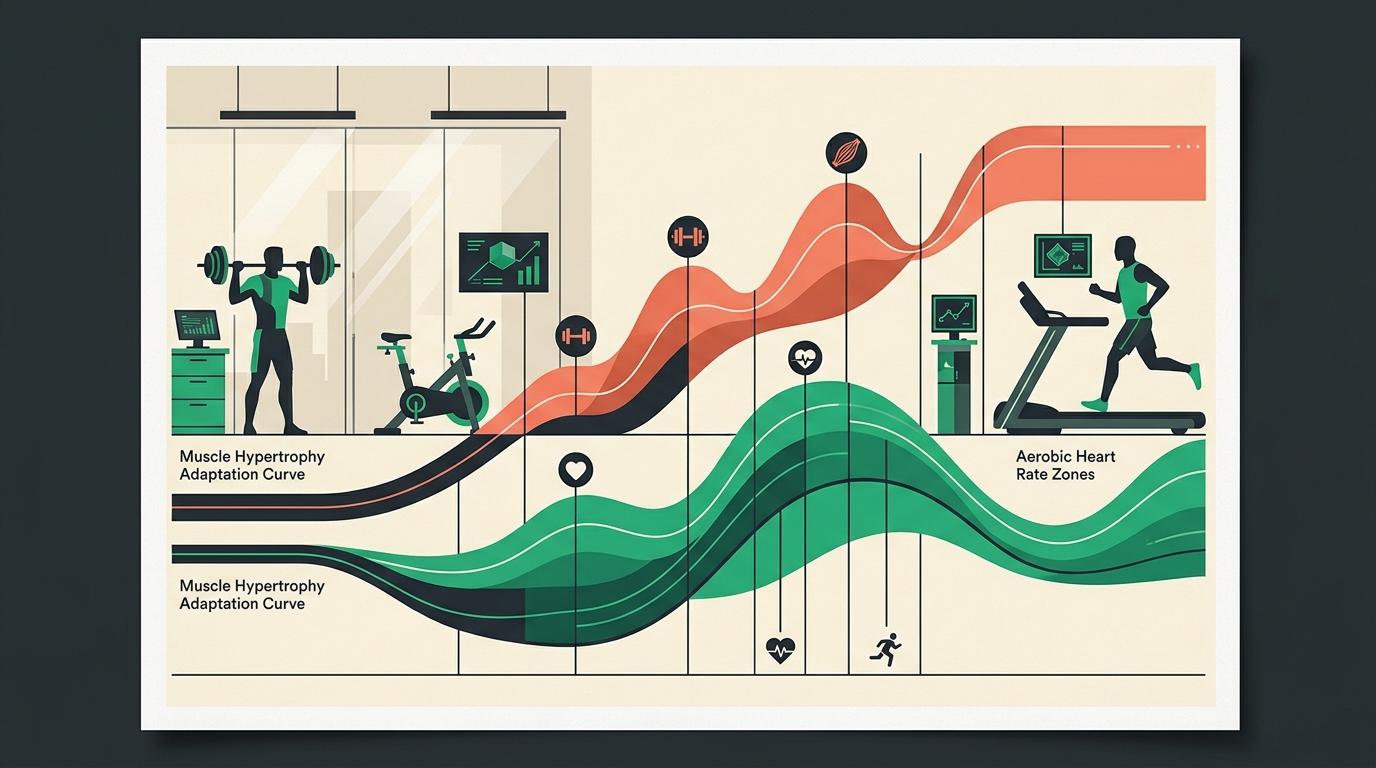 Muscle Hypertrophy
Adaptation Curve
Aerobic Heart
Rate Zones
Muscle Hypertrophy
Adaptation Curve